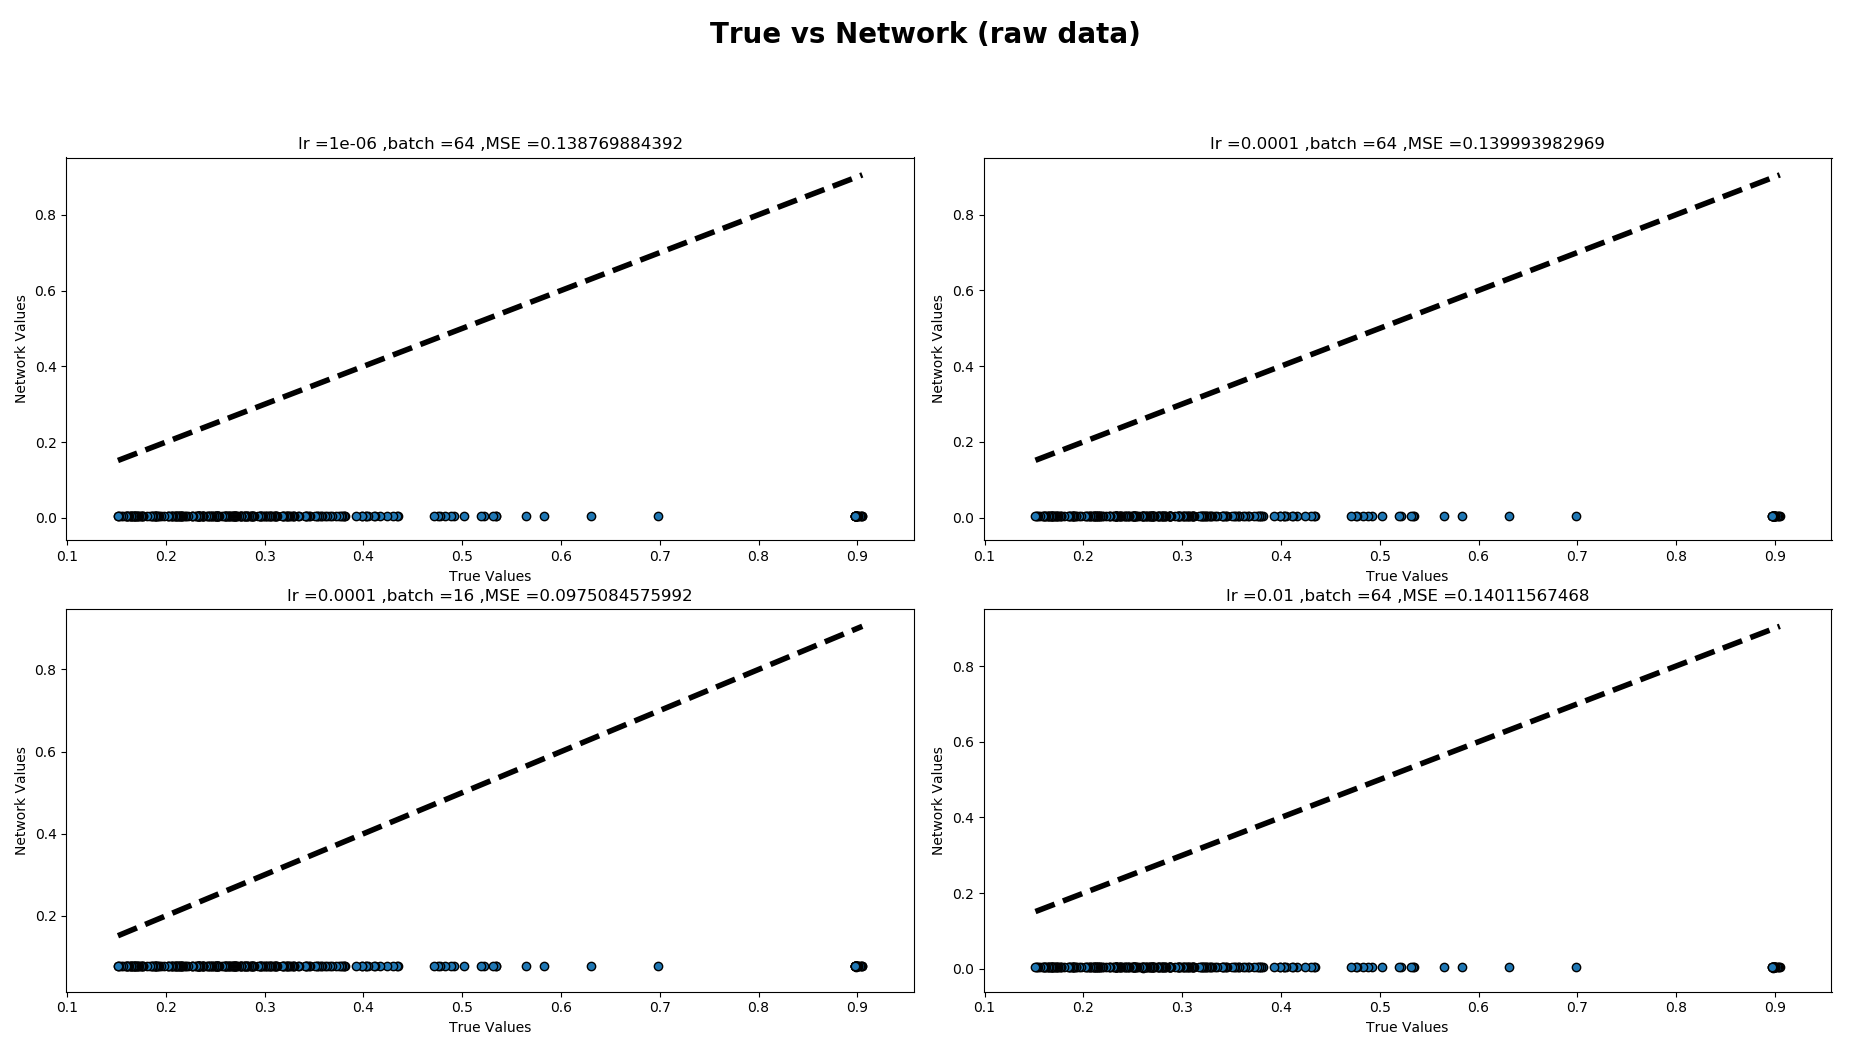 True vs Network (raw data)
lr =1e-06 ,batch =64 ,MSE =0.138769884392
Network Values
0.8
0.6
0.4
0.2
0.0
0.1 0.2 0.3 0.4 0.5 0.6 0.7 0.8 0.9
True Values
lr =0.0001 ,batch =64 ,MSE =0.139993982969
Network Values
0.8
0.6
0.4
0.2
0.0
0.1 0.2 0.3 0.4 0.5 0.6 0.7 0.8 0.9
True Values
lr =0.0001 ,batch =16 ,MSE =0.0975084575992
Network Values
0.8
0.6
0.4
0.2
0.1 0.2 0.3 0.4 0.5 0.6 0.7 0.8 0.9
True Values
lr =0.01 ,batch =64 ,MSE =0.14011567468
Network Values
0.8
0.6
0.4
0.2
0.0
0.1 0.2 0.3 0.4 0.5 0.6 0.7 0.8 0.9
True Values